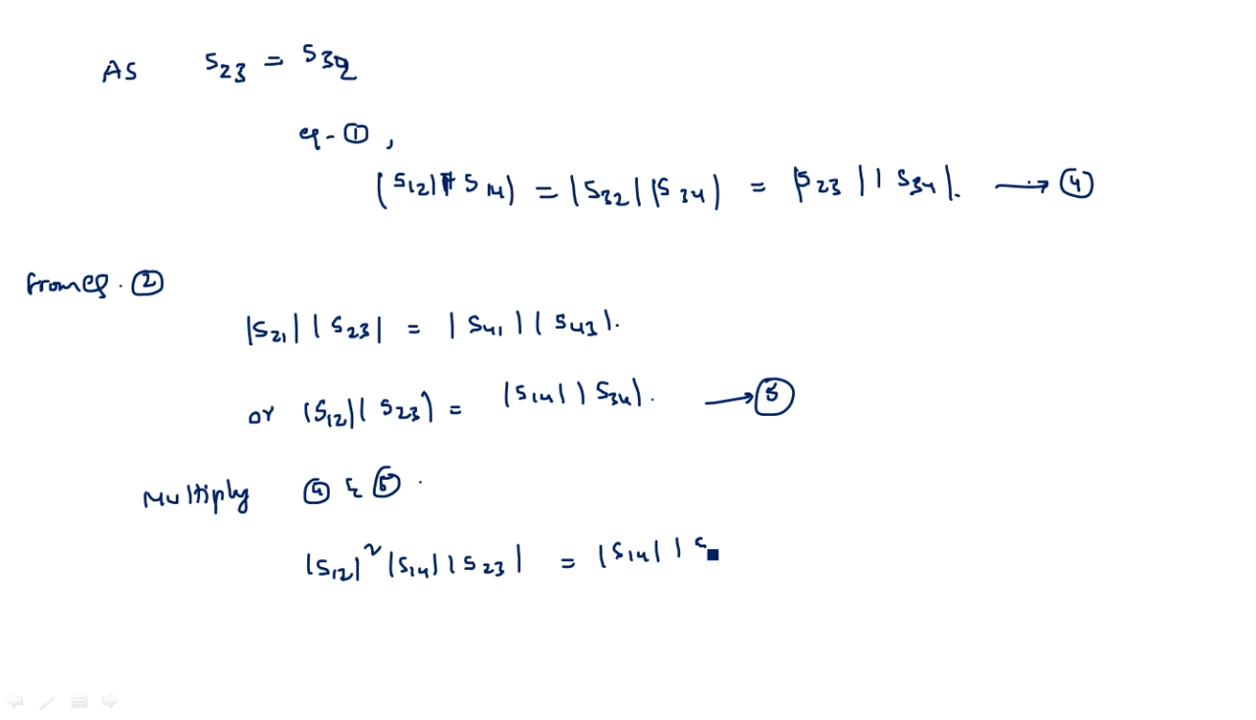 As S₂₃ = S₃₂
eq-①,
|S₁₂||S₁₄| = |S₃₂||S₃₄| = |S₂₃||S₃₄|. → ④
From eq. ②
|S₂₁||S₂₃| = |S₄₁||S₄₃|.
or |S₁₂||S₂₃| = |S₁₄||S₃₄|. → ⑤
Multiply ④ & ⑤.
|S₁₂|²|S₁₄||S₂₃| = |S₁₄||S